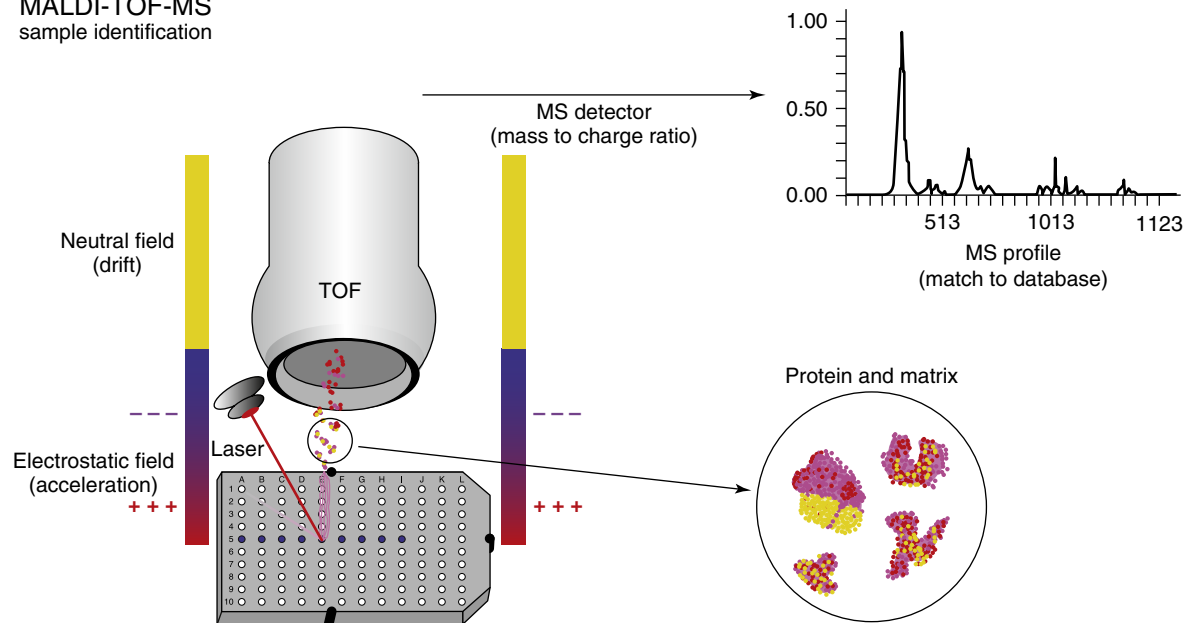 MALDI-TOF-MS
sample identification
1.00
0.50
0.00
513
1013
1123
MS profile
(match to database)
MS detector
(mass to charge ratio)
Neutral field
(drift)
TOF
Laser
Electrostatic field
(acceleration)
– – –
– – –
+ + +
+ + +
Protein and matrix
A B C D E F G H I J K L
1
2
3
4
5
6
7
8
9
10